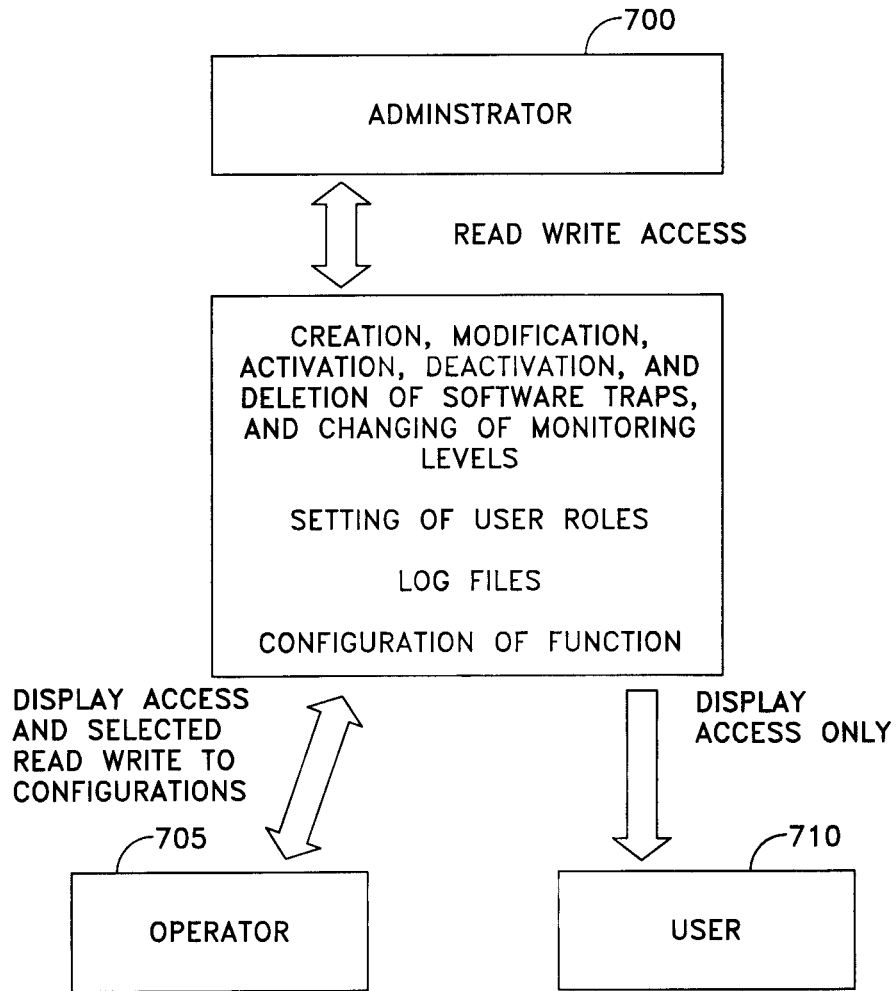 700
ADMINSTRATOR
READ WRITE ACCESS
CREATION, MODIFICATION,
ACTIVATION, DEACTIVATION, AND
DELETION OF SOFTWARE TRAPS,
AND CHANGING OF MONITORING
LEVELS
SETTING OF USER ROLES
LOG FILES
CONFIGURATION OF FUNCTION
DISPLAY ACCESS
AND SELECTED
READ WRITE TO
CONFIGURATIONS
DISPLAY
ACCESS ONLY
705
OPERATOR
710
USER